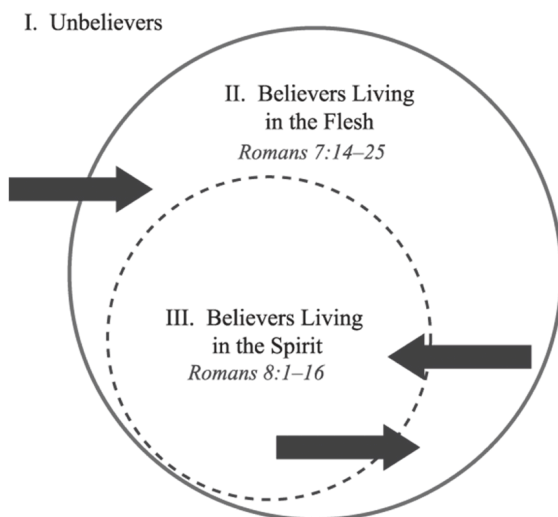 I. Unbelievers
II. Believers Living
in the Flesh
Romans 7:14–25
III. Believers Living
in the Spirit
Romans 8:1–16